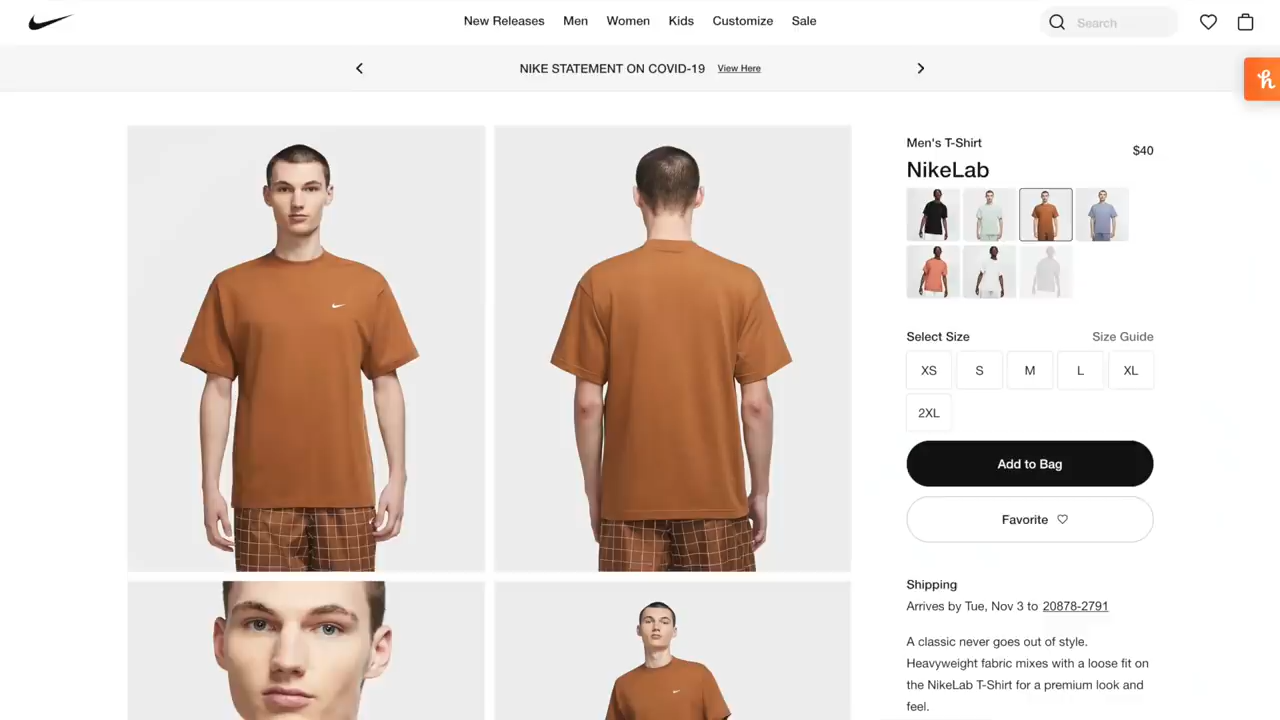 New Releases Men Women Kids Customize Sale
Search
NIKE STATEMENT ON COVID-19 View Here
Men's T-Shirt
$40
NikeLab
Select Size Size Guide
XS S M L XL
2XL
Add to Bag
Favorite
Shipping
Arrives by Tue, Nov 3 to 20878-2791
A classic never goes out of style.
Heavyweight fabric mixes with a loose fit on
the NikeLab T-Shirt for a premium look and
feel.